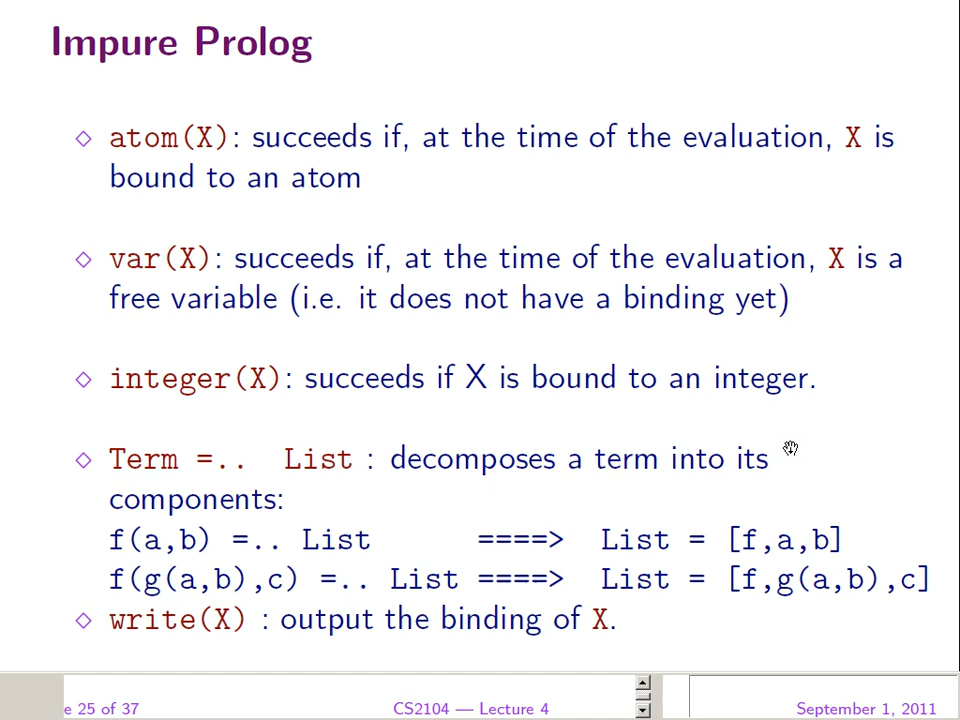 Impure Prolog
◇ atom(X): succeeds if, at the time of the evaluation, X is
bound to an atom
◇ var(X): succeeds if, at the time of the evaluation, X is a
free variable (i.e. it does not have a binding yet)
◇ integer(X): succeeds if X is bound to an integer.
◇ Term =.. List : decomposes a term into its
components:
f(a,b) =.. List ====> List = [f,a,b]
f(g(a,b),c) =.. List ====> List = [f,g(a,b),c]
◇ write(X) : output the binding of X.
e 25 of 37 CS2104 — Lecture 4 September 1, 2011